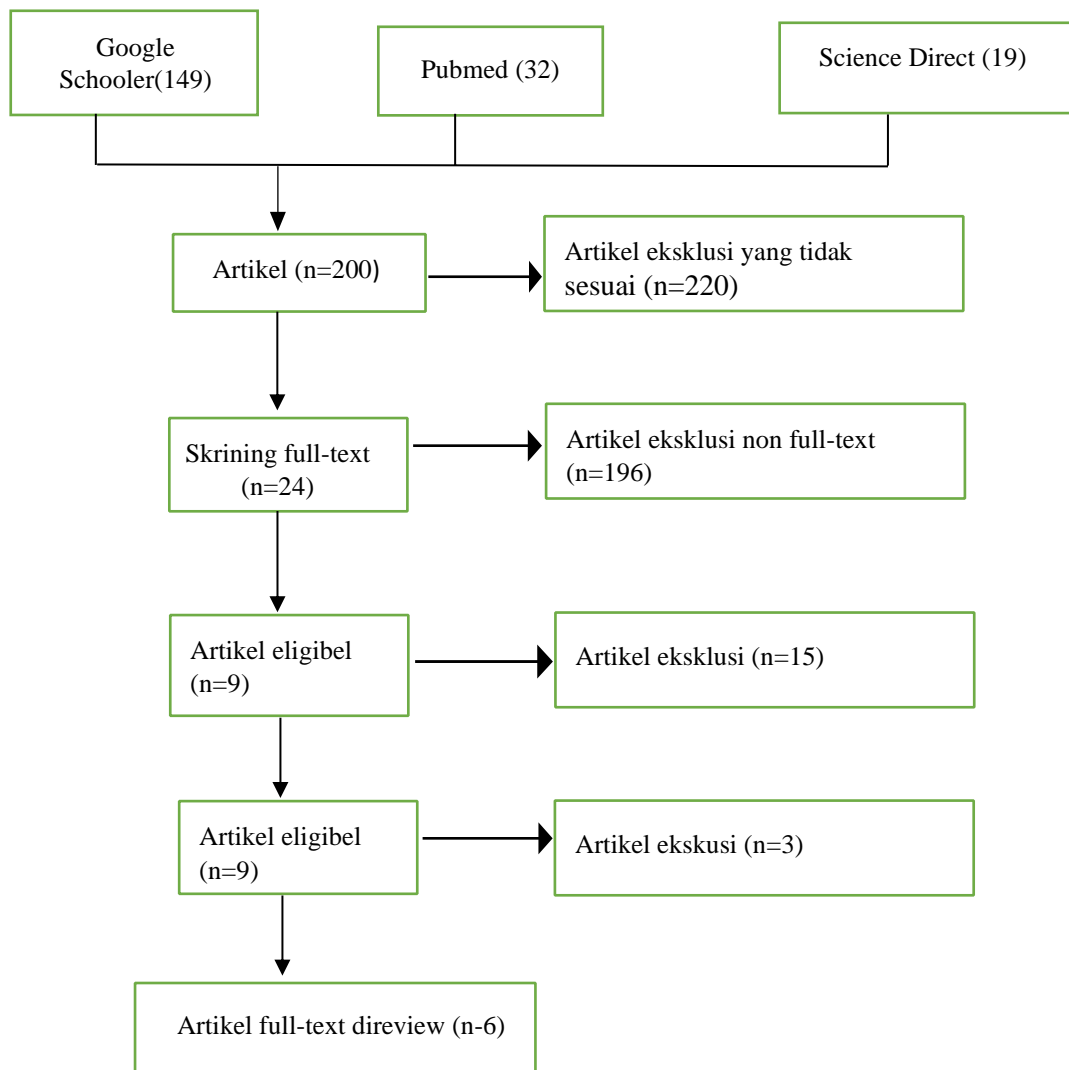 Google
Schooler(149)
Pubmed (32)
Science Direct (19)
Artikel (n=200)
Artikel eksklusi yang tidak
sesuai (n=220)
Skrining full-text
(n=24)
Artikel eksklusi non full-text
(n=196)
Artikel eligibel
(n=9)
Artikel eksklusi (n=15)
Artikel eligibel
(n=9)
Artikel ekskusi (n=3)
Artikel full-text direview (n-6)